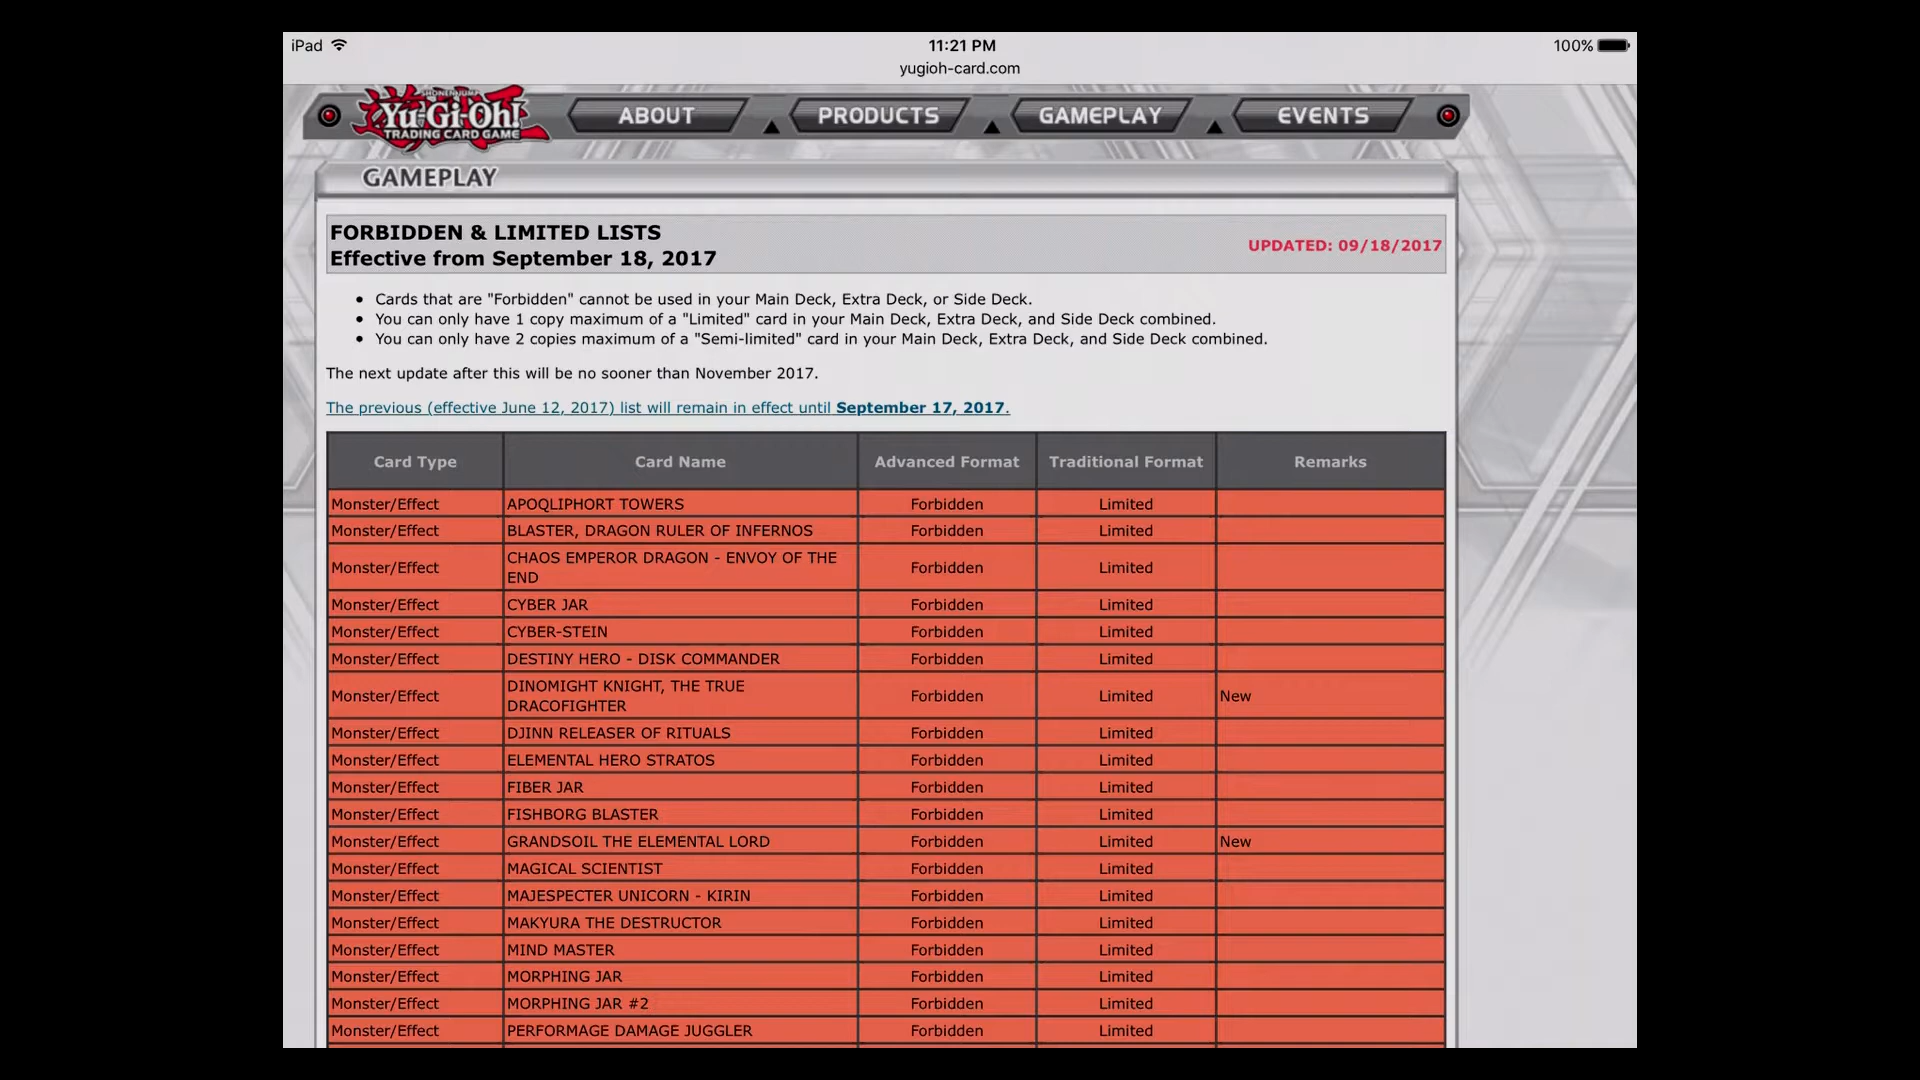 iPad
11:21 PM
100%
yugioh-card.com
SHONEN JUMP
Yu-Gi-Oh!
TRADING CARD GAME
ABOUT
PRODUCTS
GAMEPLAY
EVENTS
GAMEPLAY
FORBIDDEN & LIMITED LISTS
Effective from September 18, 2017
UPDATED: 09/18/2017
• Cards that are "Forbidden" cannot be used in your Main Deck, Extra Deck, or Side Deck.
• You can only have 1 copy maximum of a "Limited" card in your Main Deck, Extra Deck, and Side Deck combined.
• You can only have 2 copies maximum of a "Semi-limited" card in your Main Deck, Extra Deck, and Side Deck combined.
The next update after this will be no sooner than November 2017.
The previous (effective June 12, 2017) list will remain in effect until September 17, 2017.
Card Type Card Name Advanced Format Traditional Format Remarks
Monster/Effect APOQLIPHORT TOWERS Forbidden Limited
Monster/Effect BLASTER, DRAGON RULER OF INFERNOS Forbidden Limited
Monster/Effect CHAOS EMPEROR DRAGON - ENVOY OF THE
END Forbidden Limited
Monster/Effect CYBER JAR Forbidden Limited
Monster/Effect CYBER-STEIN Forbidden Limited
Monster/Effect DESTINY HERO - DISK COMMANDER Forbidden Limited
Monster/Effect DINOMIGHT KNIGHT, THE TRUE
DRACOFIGHTER Forbidden Limited New
Monster/Effect DJINN RELEASER OF RITUALS Forbidden Limited
Monster/Effect ELEMENTAL HERO STRATOS Forbidden Limited
Monster/Effect FIBER JAR Forbidden Limited
Monster/Effect FISHBORG BLASTER Forbidden Limited
Monster/Effect GRANDSOIL THE ELEMENTAL LORD Forbidden Limited New
Monster/Effect MAGICAL SCIENTIST Forbidden Limited
Monster/Effect MAJESPECTER UNICORN - KIRIN Forbidden Limited
Monster/Effect MAKYURA THE DESTRUCTOR Forbidden Limited
Monster/Effect MIND MASTER Forbidden Limited
Monster/Effect MORPHING JAR Forbidden Limited
Monster/Effect MORPHING JAR #2 Forbidden Limited
Monster/Effect PERFORMAGE DAMAGE JUGGLER Forbidden Limited